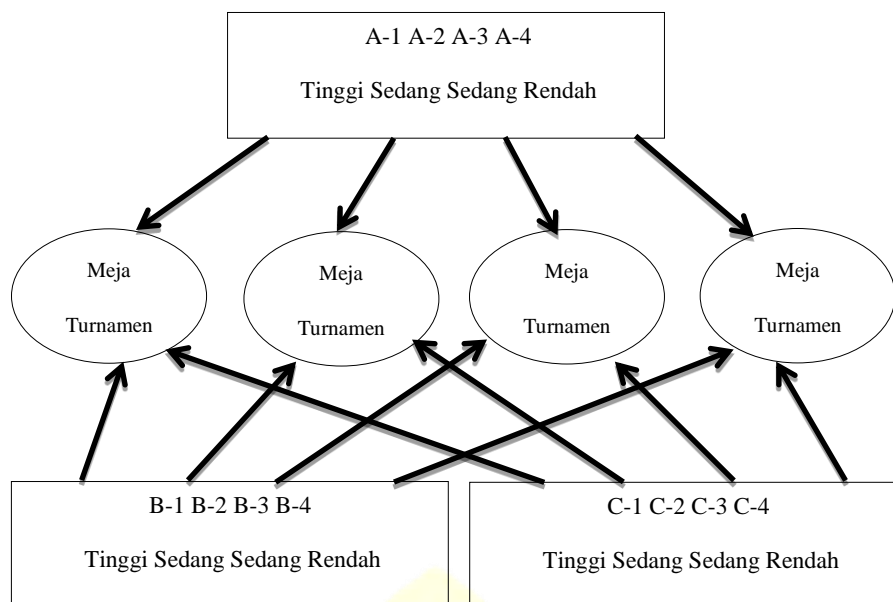 A-1 A-2 A-3 A-4
Tinggi Sedang Sedang Rendah
Meja
Turnamen
Meja
Turnamen
Meja
Turnamen
Meja
Turnamen
B-1 B-2 B-3 B-4
Tinggi Sedang Sedang Rendah
C-1 C-2 C-3 C-4
Tinggi Sedang Sedang Rendah